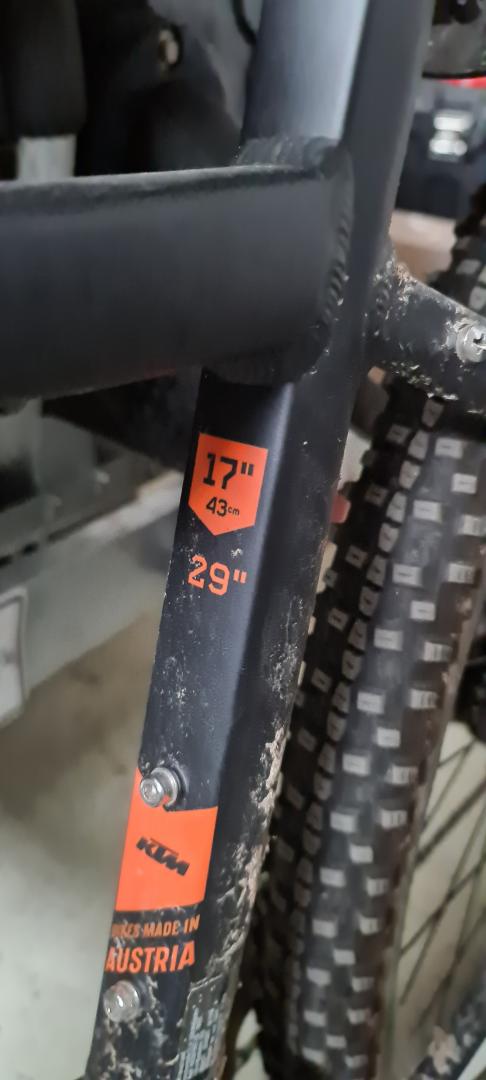 17"
43cm
29"
KTM
BIKES MADE IN
AUSTRIA